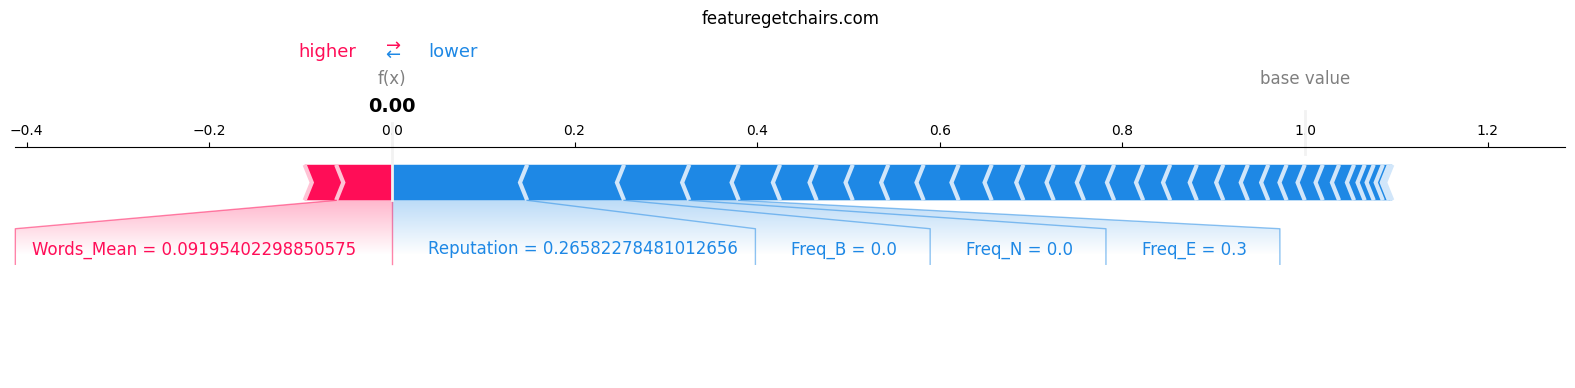 featuregetchairs.com
higher ⇄ lower
f(x) base value
0.00
−0.4 −0.2 0.0 0.2 0.4 0.6 0.8 1.0 1.2
Words_Mean = 0.09195402298850575 Reputation = 0.26582278481012656 Freq_B = 0.0 Freq_N = 0.0 Freq_E = 0.3